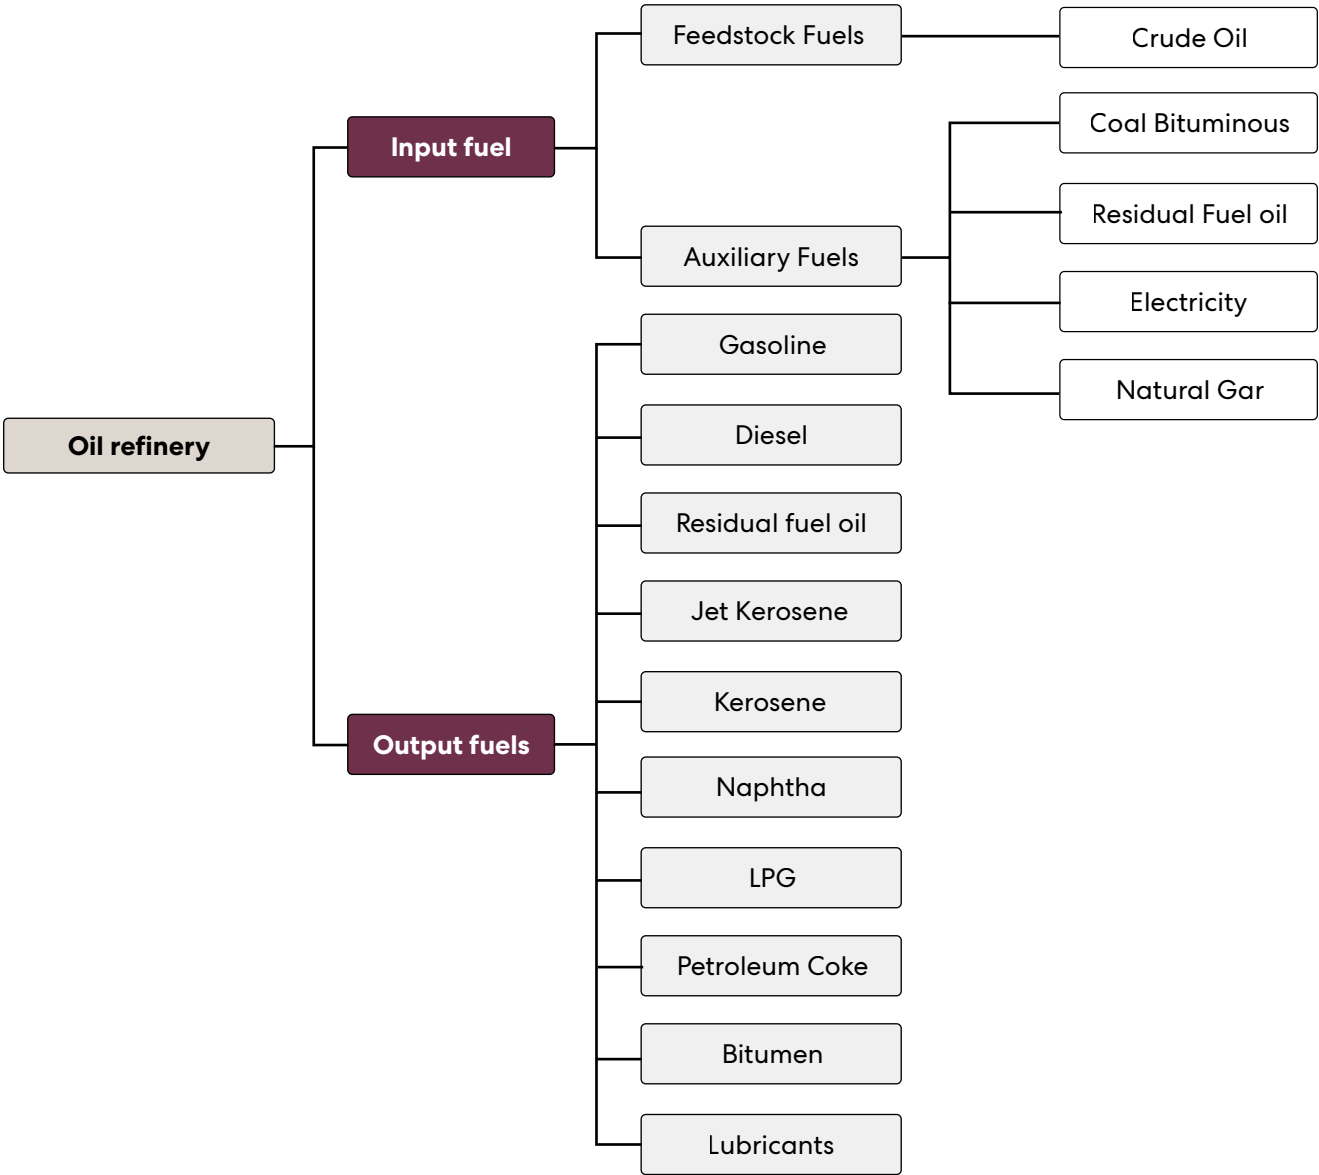 Feedstock Fuels
Crude Oil
Coal Bituminous
Input fuel
Residual Fuel oil
Auxiliary Fuels
Electricity
Gasoline
Natural Gar
Diesel
Oil refinery
Residual fuel oil
Jet Kerosene
Kerosene
Output fuels
Naphtha
LPG
Petroleum Coke
Bitumen
Lubricants